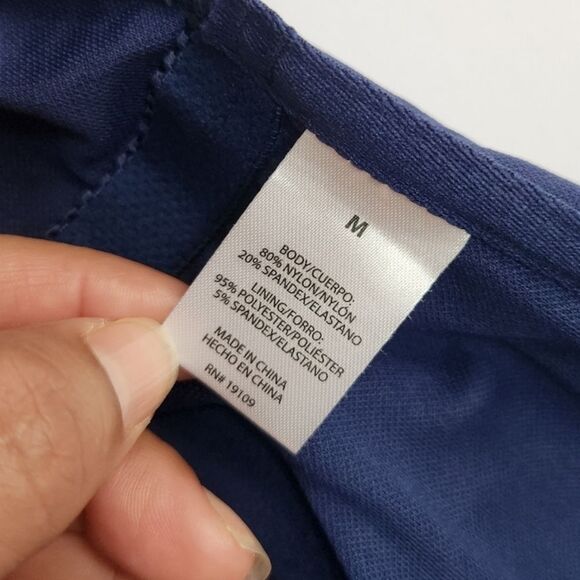 M
BODY/CUERPO:
80% NYLON/NYLÓN
20% SPANDEX/ELASTANO
LINING/FORRO:
95% POLYESTER/POLIÉSTER
5% SPANDEX/ELASTANO
MADE IN CHINA
HECHO EN CHINA
RN# 19109